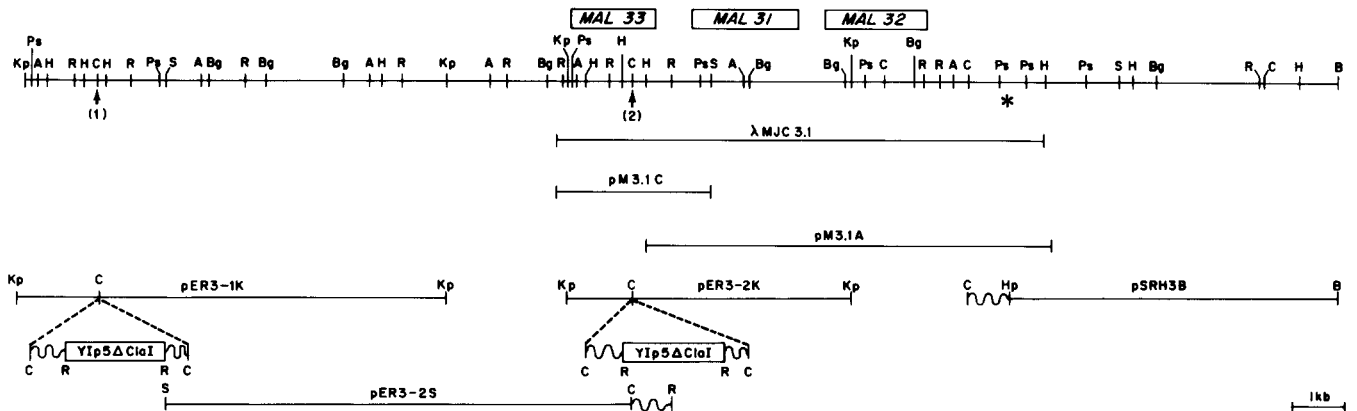 MAL 33 MAL 31 MAL 32
Ps Kp Ps H Kp Bg
Kp A H R H C H R Ps S A Bg R Bg Bg A H R Kp A R Bg R A H R C H R Ps S A Bg Bg Ps C R R A C Ps Ps H Ps S H Bg R C H B
(1) (2) *
λMJC 3.1
pM3.1C
pM3.1A
Kp C pER3-1K Kp Kp C pER3-2K Kp C Hp pSRH3B B
YIp5ΔClaI YIp5ΔClaI
C R R C C R R C
S pER3-2S C R
1kb